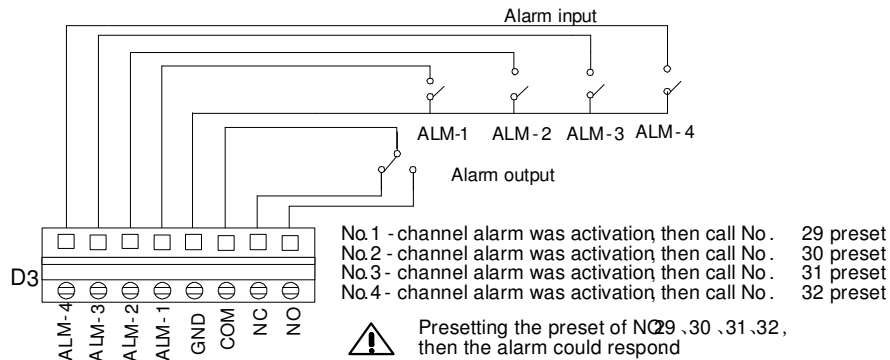 Alarm input
ALM-1 ALM-2 ALM-3 ALM-4
Alarm output
No.1 - channel alarm was activation, then call No. 29 preset
No.2 - channel alarm was activation, then call No. 30 preset
No.3 - channel alarm was activation, then call No. 31 preset
No.4 - channel alarm was activation, then call No. 32 preset
D3
ALM-4
ALM-3
ALM-2
ALM-1
GND
COM
NC
NO
Presetting the preset of NO.29、30、31、32,
then the alarm could respond